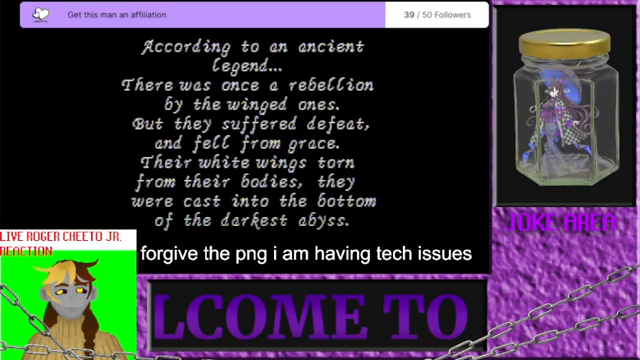 Get this man an affiliation
39 / 50 Followers
According to an ancient
legend...
There was once a rebellion
by the winged ones.
But they suffered defeat,
and fell from grace.
Their white wings torn
from their bodies, they
were cast into the bottom
of the darkest abyss.
JOKE AREA
LIVE ROGER CHEETO JR.
REACTION
forgive the png i am having tech issues
LCOME TO